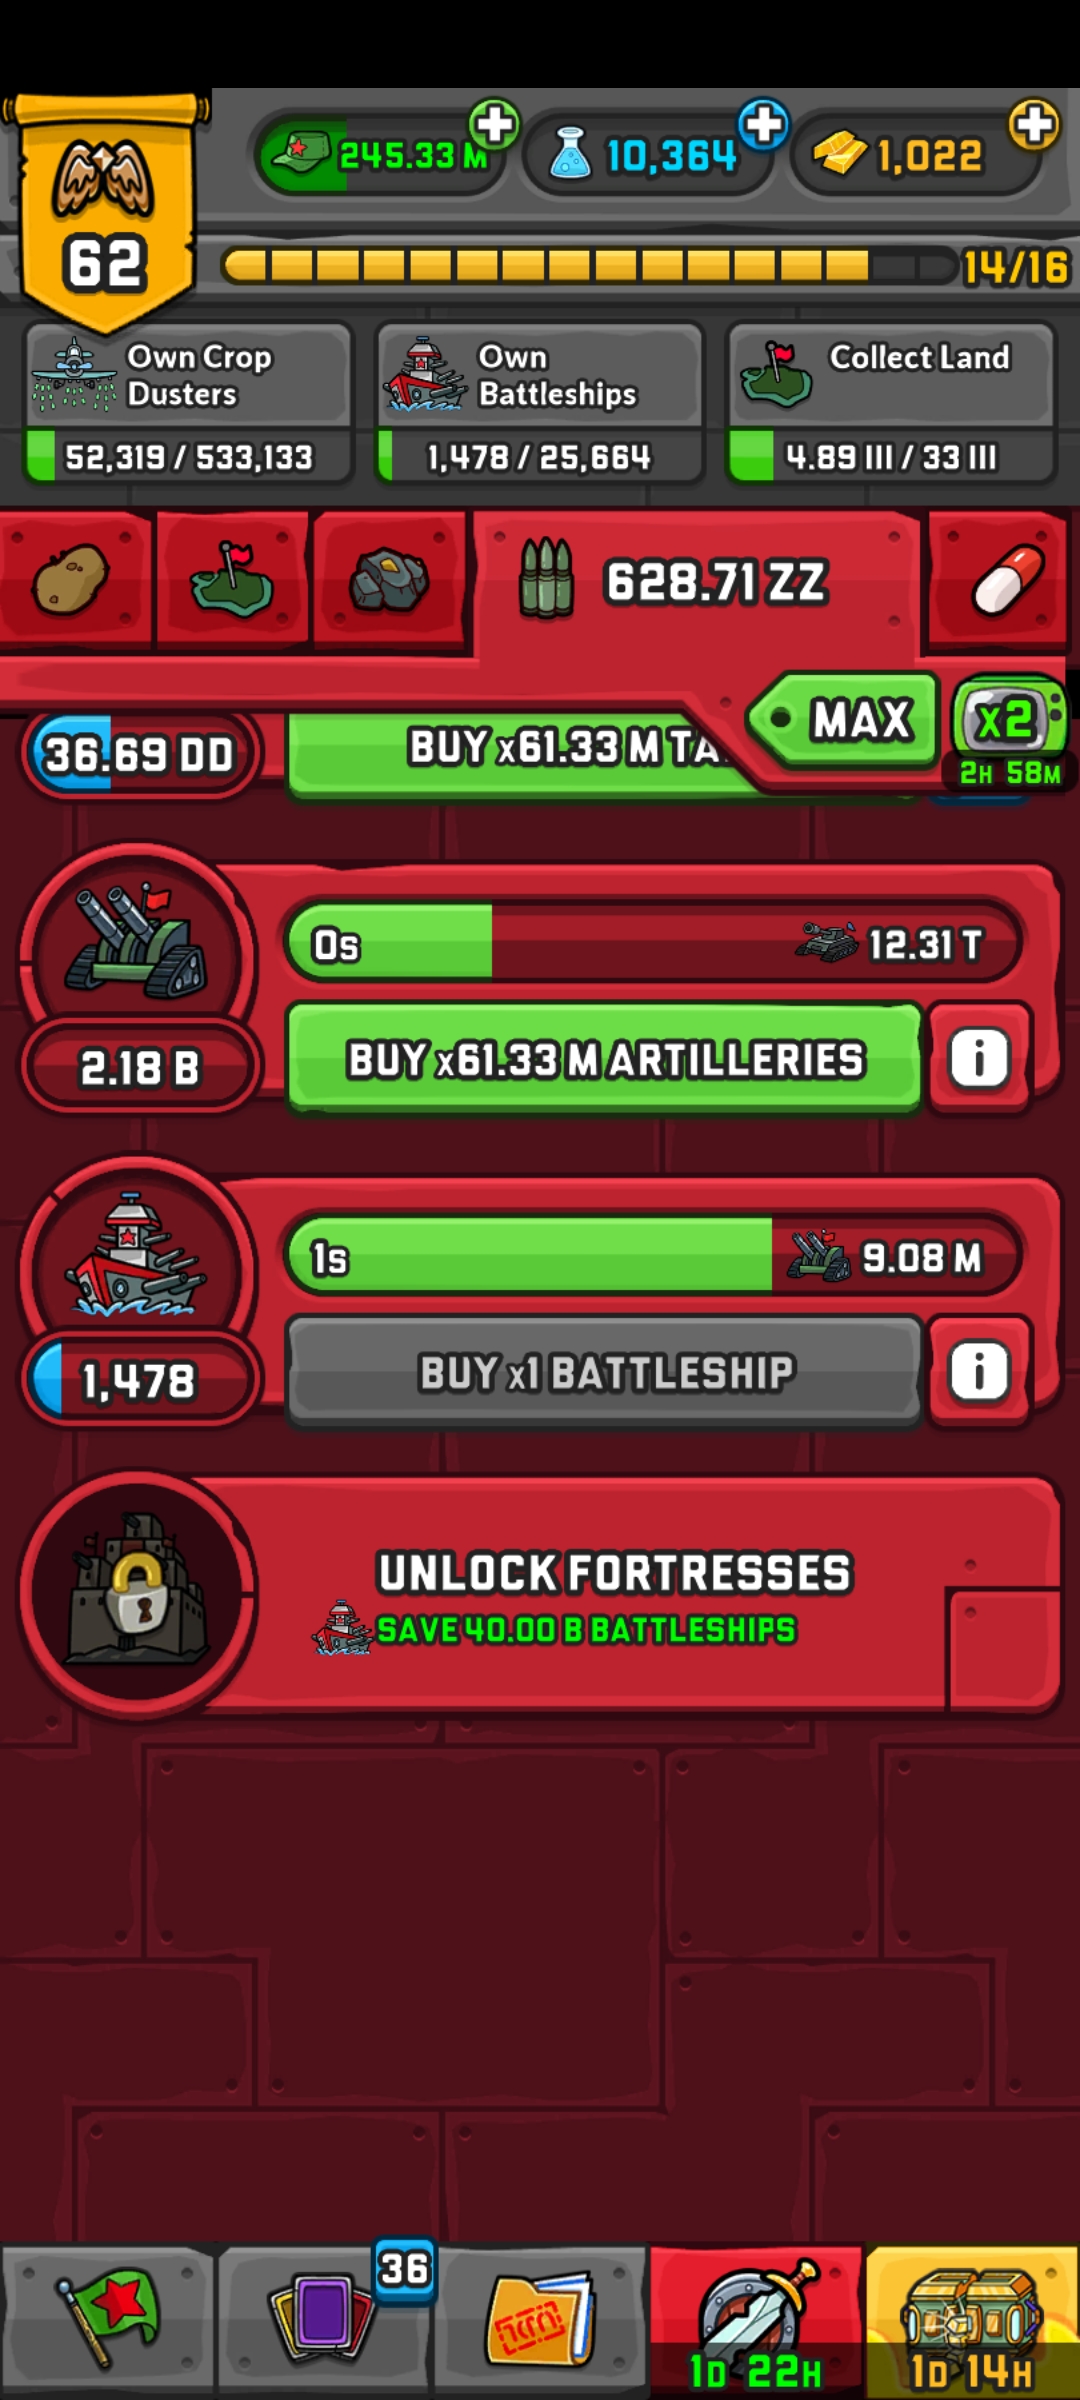 245.33 M
10,364
1,022
62
14/16
Own Crop
Dusters
52,319 / 533,133
Own
Battleships
1,478 / 25,664
Collect Land
4.89 III / 33 III
628.71 ZZ
MAX
x2
2H 58M
36.69 DD
BUY x61.33 M TA
0s
12.31 T
2.18 B
BUY x61.33 M ARTILLERIES
i
1s
9.08 M
1,478
BUY x1 BATTLESHIP
i
UNLOCK FORTRESSES
SAVE 40.00 B BATTLESHIPS
36
1D 22H
1D 14H